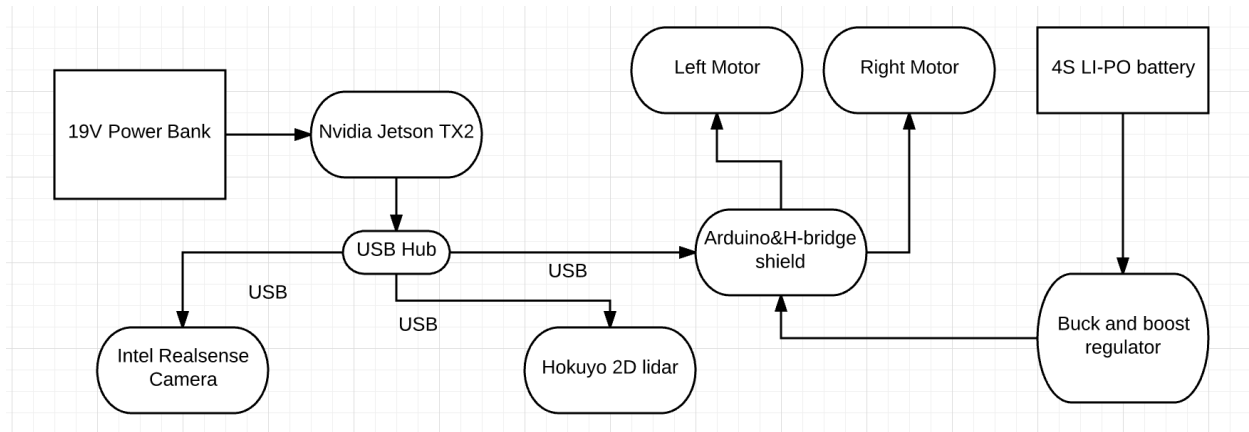 Left Motor
Right Motor
4S LI-PO battery
19V Power Bank
Nvidia Jetson TX2
USB Hub
Arduino&H-bridge
shield
USB
USB
USB
Buck and boost
regulator
Intel Realsense
Camera
Hokuyo 2D lidar